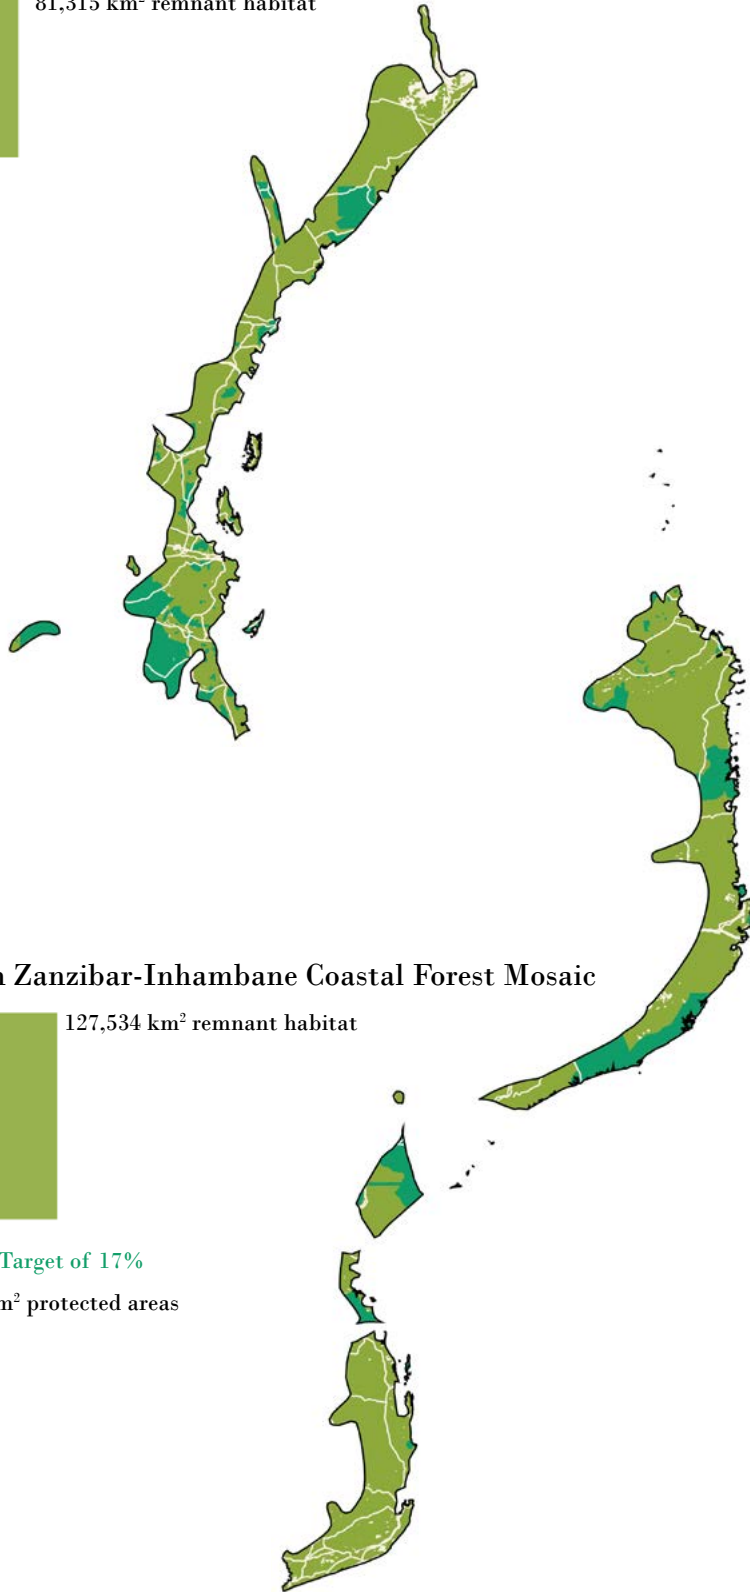 81,315 km² remnant habitat
Zanzibar-Inhambane Coastal Forest Mosaic
127,534 km² remnant habitat
Target of 17%
protected areas